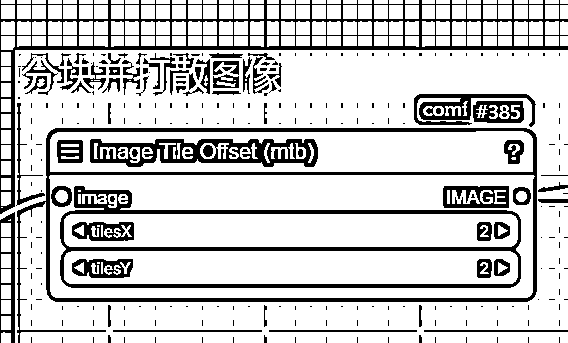 分块并打散图像
comf #385
Image Tile Offset (mtb) ?
image IMAGE
tilesX 2
tilesY 2